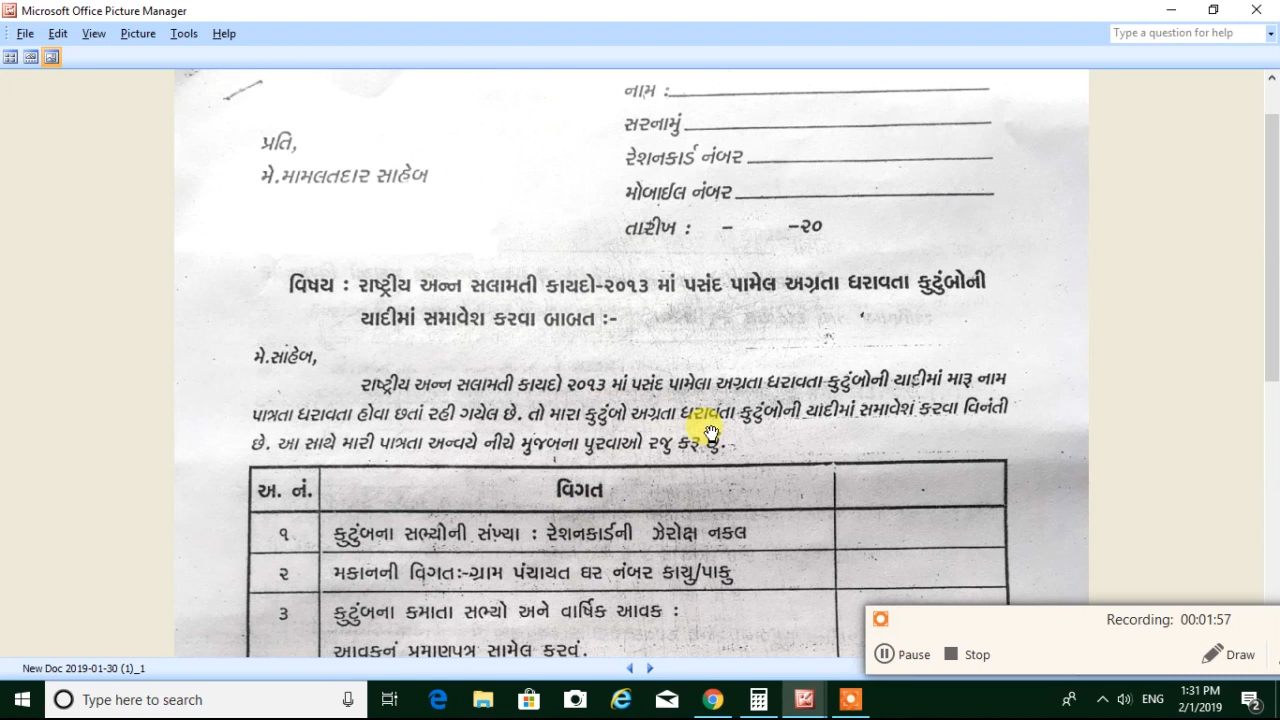 Microsoft Office Picture Manager
File Edit View Picture Tools Help
Type a question for help
નામ :
સરનામું
પ્રતિ,
રેશનકાર્ડ નંબર
મે.મામલતદાર સાહેબ
મોબાઈલ નંબર
તારીખ : - -૨૦
વિષય : રાષ્ટ્રીય અન્ન સલામતી કાયદો-૨૦૧૩ માં પસંદ પામેલ અગ્રતા ધરાવતા કુટુંબોની
યાદીમાં સમાવેશ કરવા બાબત :-
મે.સાહેબ,
રાષ્ટ્રીય અન્ન સલામતી કાયદો ૨૦૧૩ માં પસંદ પામેલા અગ્રતા ધરાવતા કુટુંબોની યાદીમાં મારૂ નામ
પાત્રતા ધરાવતા હોવા છતાં રહી ગયેલ છે. તો મારા કુટુંબો અગ્રતા ધરાવતા કુટુંબોની યાદીમાં સમાવેશ કરવા વિનંતી
છે. આ સાથે મારી પાત્રતા અન્વયે નીચે મુજબના પુરવાઓ રજુ કરૂ છુ.
અ. નં. વિગત
૧ કુટુંબના સભ્યોની સંખ્યા : રેશનકાર્ડની ઝેરોક્ષ નકલ
૨ મકાનની વિગતઃ-ગ્રામ પંચાયત ઘર નંબર કાચુ/પાકુ
૩ કુટુંબના કમાતા સભ્યો અને વાર્ષિક આવક :
આવકનું પ્રમાણપત્ર સામેલ કરવું.
Recording: 00:01:57
Pause Stop Draw
New Doc 2019-01-30 (1)_1
Type here to search
ENG
1:31 PM
2/1/2019
2